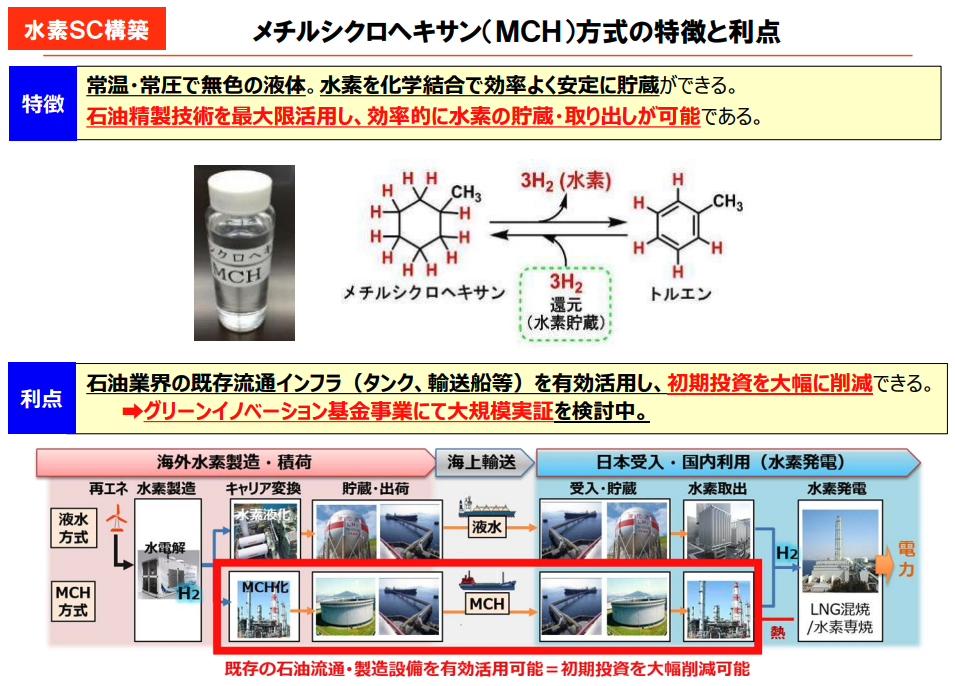 水素SC構築
メチルシクロヘキサン（MCH）方式の特徴と利点
特徴
常温・常圧で無色の液体。水素を化学結合で効率よく安定に貯蔵ができる。
石油精製技術を最大限活用し、効率的に水素の貯蔵・取り出しが可能である。
シクロヘキ
MCH
H H H H CH3
H H
H H
H H H H
メチルシクロヘキサン
3H2 (水素)
3H2
還元
(水素貯蔵)
H
H CH3
H H
H
トルエン
利点
石油業界の既存流通インフラ（タンク、輸送船等）を有効活用し、初期投資を大幅に削減できる。
➡グリーンイノベーション基金事業にて大規模実証を検討中。
海外水素製造・積荷
海上輸送
日本受入・国内利用（水素発電）
再エネ 水素製造 キャリア変換 貯蔵・出荷 受入・貯蔵 水素取出 水素発電
液水
方式
水電解
水素液化
液水
H2
電力
MCH
方式
H2
MCH化
MCH
熱
LNG混焼
/水素専焼
既存の石油流通・製造設備を有効活用可能＝初期投資を大幅削減可能